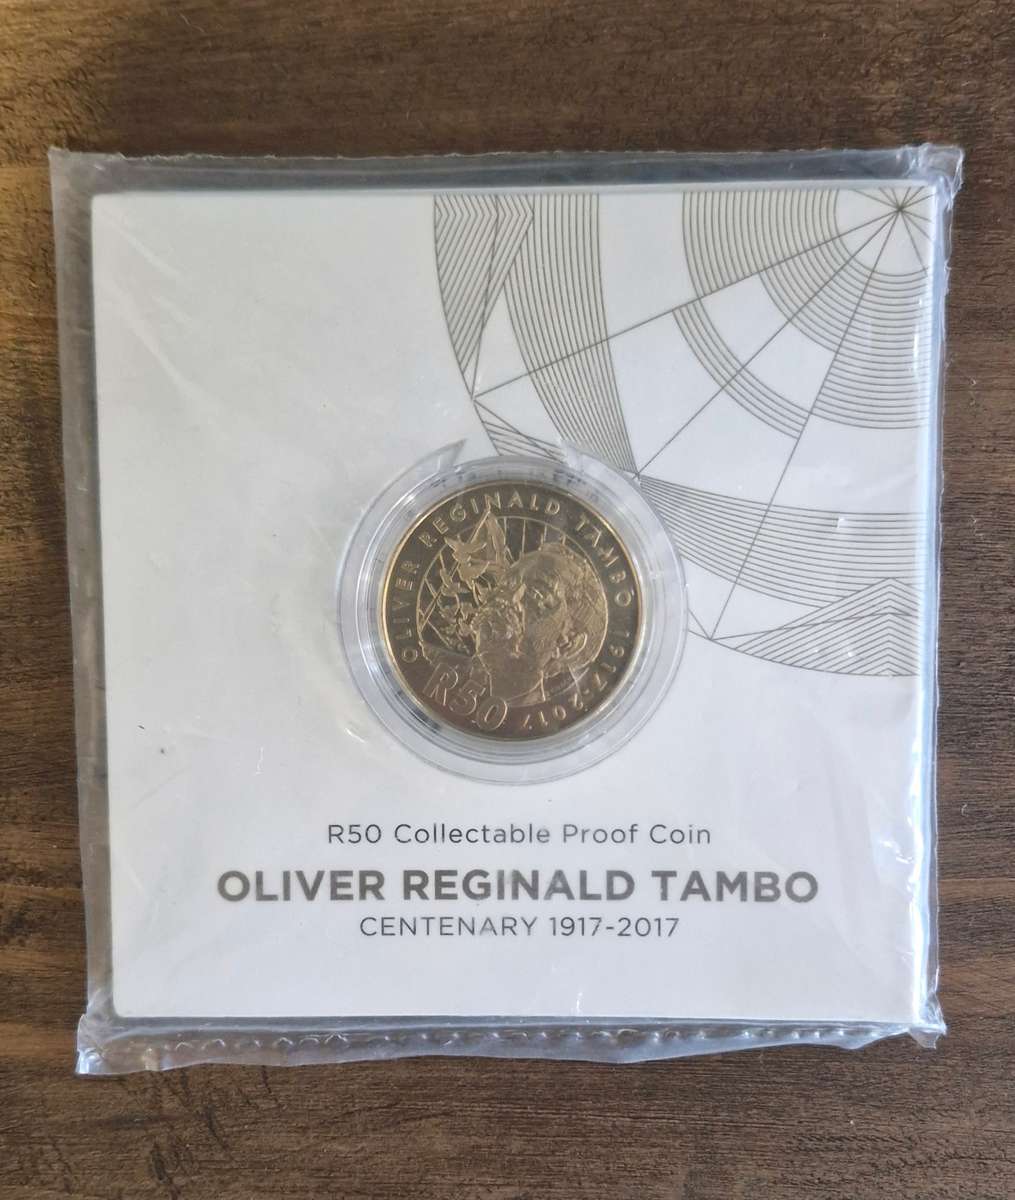 OLIVER REGINALD TAMBO 1917-2017
R50
R50 Collectable Proof Coin
OLIVER REGINALD TAMBO
CENTENARY 1917-2017